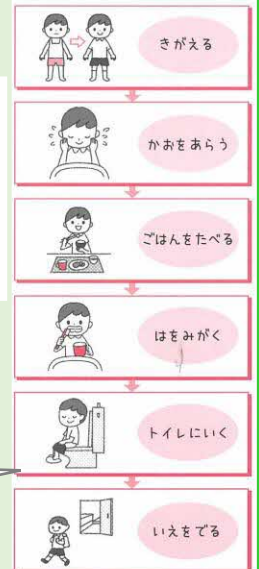 きがえる
かおをあらう
ごはんをたべる
はをみがく
トイレにいく
いえをでる